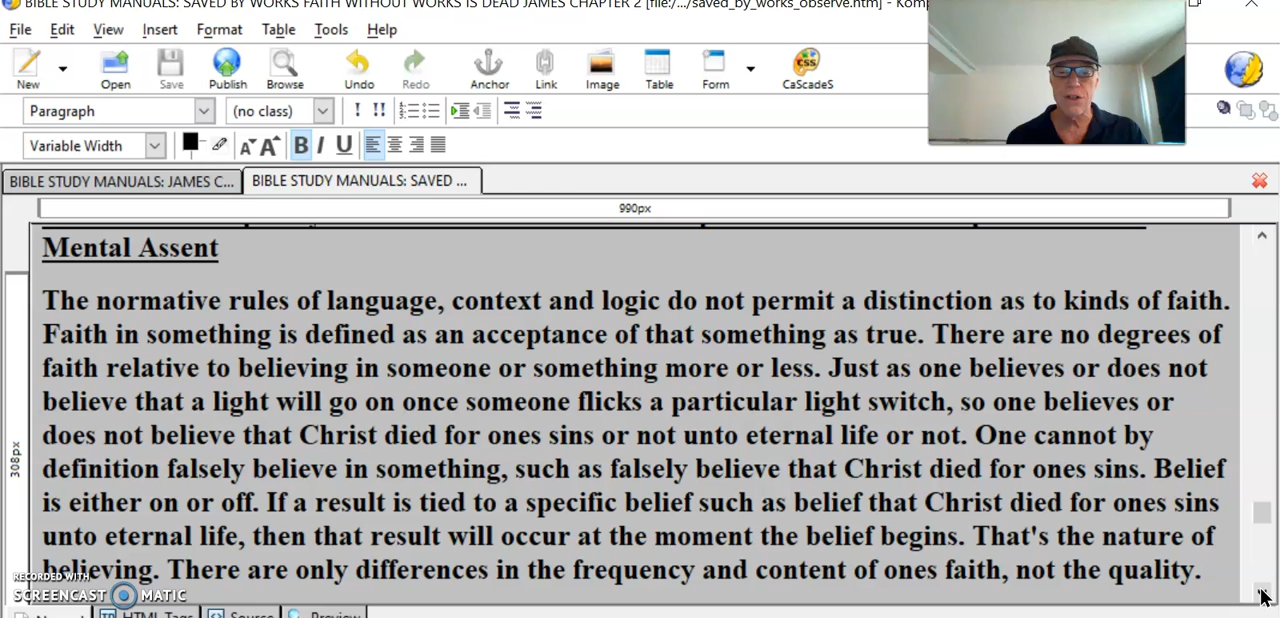 BIBLE STUDY MANUALS: SAVED BY WORKS FAITH WITHOUT WORKS IS DEAD JAMES CHAPTER 2 [file:/.../saved_by_works_observe.htm] -
File Edit View Insert Format Table Tools Help
New Open Save Publish Browse Undo Redo Anchor Link Image Table Form CaScadeS
Paragraph (no class) ! !!
Variable Width A A B I U
BIBLE STUDY MANUALS: JAMES C... BIBLE STUDY MANUALS: SAVED ...
990px
308px
Mental Assent
The normative rules of language, context and logic do not permit a distinction as to kinds of faith.
Faith in something is defined as an acceptance of that something as true. There are no degrees of
faith relative to believing in someone or something more or less. Just as one believes or does not
believe that a light will go on once someone flicks a particular light switch, so one believes or
does not believe that Christ died for ones sins or not unto eternal life or not. One cannot by
definition falsely believe in something, such as falsely believe that Christ died for ones sins. Belief
is either on or off. If a result is tied to a specific belief such as belief that Christ died for ones sins
unto eternal life, then that result will occur at the moment the belief begins. That's the nature of
believing. There are only differences in the frequency and content of ones faith, not the quality.
RECORDED WITH
SCREENCAST MATIC
HTML Tags Source Preview